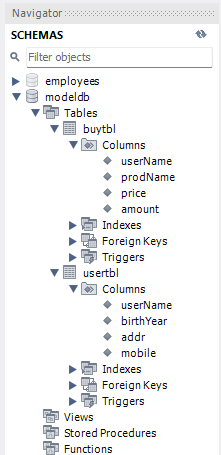 Navigator
SCHEMAS
Filter objects
employees
modeldb
Tables
buytbl
Columns
userName
prodName
price
amount
Indexes
Foreign Keys
Triggers
usertbl
Columns
userName
birthYear
addr
mobile
Indexes
Foreign Keys
Triggers
Views
Stored Procedures
Functions